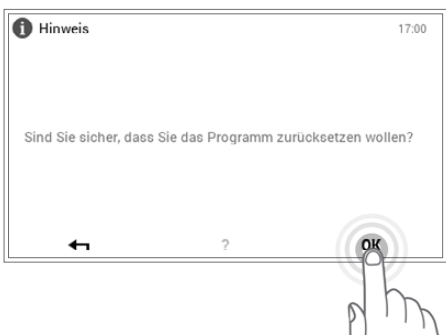 Hinweis 17:00
Sind Sie sicher, dass Sie das Programm zurücksetzen wollen?
? OK